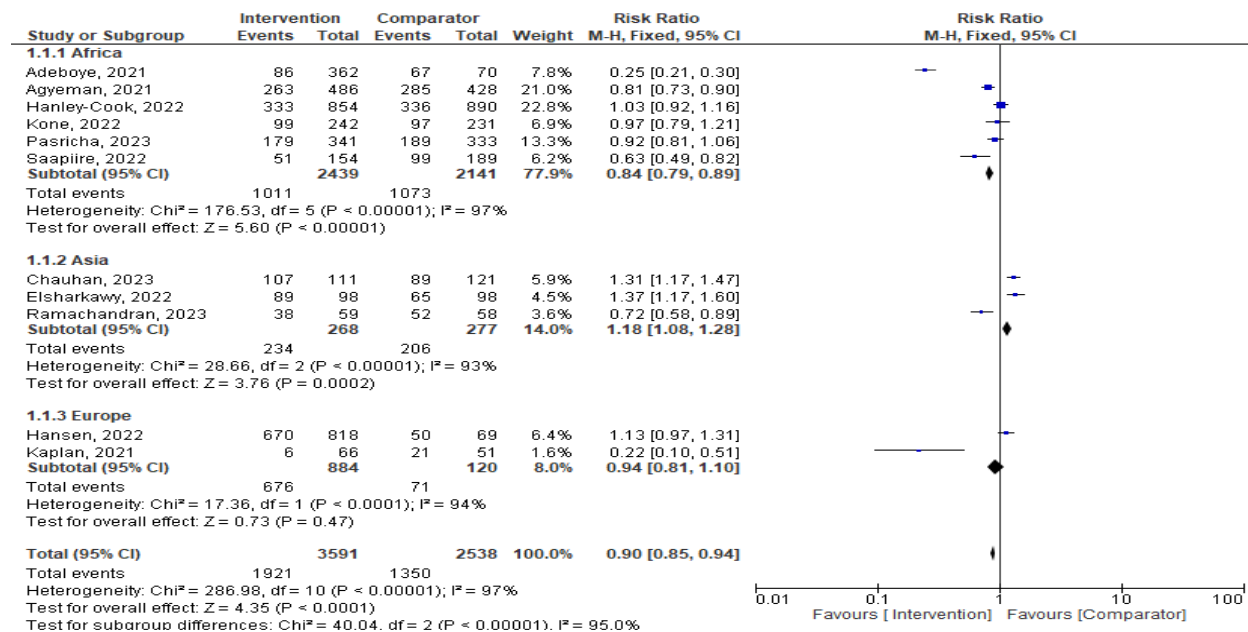 Intervention Comparator Risk Ratio Risk Ratio
Study or Subgroup Events Total Events Total Weight M-H, Fixed, 95% CI M-H, Fixed, 95% CI
1.1.1 Africa
Adeboye, 2021 86 362 67 70 7.8% 0.25 [0.21, 0.30]
Agyeman, 2021 263 486 285 428 21.0% 0.81 [0.73, 0.90]
Hanley-Cook, 2022 333 854 336 890 22.8% 1.03 [0.92, 1.16]
Kone, 2022 99 242 97 231 6.9% 0.97 [0.79, 1.21]
Pasricha, 2023 179 341 189 333 13.3% 0.92 [0.81, 1.06]
Saapiire, 2022 51 154 99 189 6.2% 0.63 [0.49, 0.82]
Subtotal (95% CI) 2439 2141 77.9% 0.84 [0.79, 0.89]
Total events 1011 1073
Heterogeneity: Chi² = 176.53, df = 5 (P < 0.00001); I² = 97%
Test for overall effect: Z = 5.60 (P < 0.00001)
1.1.2 Asia
Chauhan, 2023 107 111 89 121 5.9% 1.31 [1.17, 1.47]
Elsharkawy, 2022 89 98 65 98 4.5% 1.37 [1.17, 1.60]
Ramachandran, 2023 38 59 52 58 3.6% 0.72 [0.58, 0.89]
Subtotal (95% CI) 268 277 14.0% 1.18 [1.08, 1.28]
Total events 234 206
Heterogeneity: Chi² = 28.66, df = 2 (P < 0.00001); I² = 93%
Test for overall effect: Z = 3.76 (P = 0.0002)
1.1.3 Europe
Hansen, 2022 670 818 50 69 6.4% 1.13 [0.97, 1.31]
Kaplan, 2021 6 66 21 51 1.6% 0.22 [0.10, 0.51]
Subtotal (95% CI) 884 120 8.0% 0.94 [0.81, 1.10]
Total events 676 71
Heterogeneity: Chi² = 17.36, df = 1 (P < 0.0001); I² = 94%
Test for overall effect: Z = 0.73 (P = 0.47)
Total (95% CI) 3591 2538 100.0% 0.90 [0.85, 0.94]
Total events 1921 1350
Heterogeneity: Chi² = 286.98, df = 10 (P < 0.00001); I² = 97%
Test for overall effect: Z = 4.35 (P < 0.0001)
Test for subgroup differences: Chi² = 40.04, df = 2 (P < 0.00001), I² = 95.0%
0.01 0.1 1 10 100
Favours [ Intervention] Favours [Comparator]